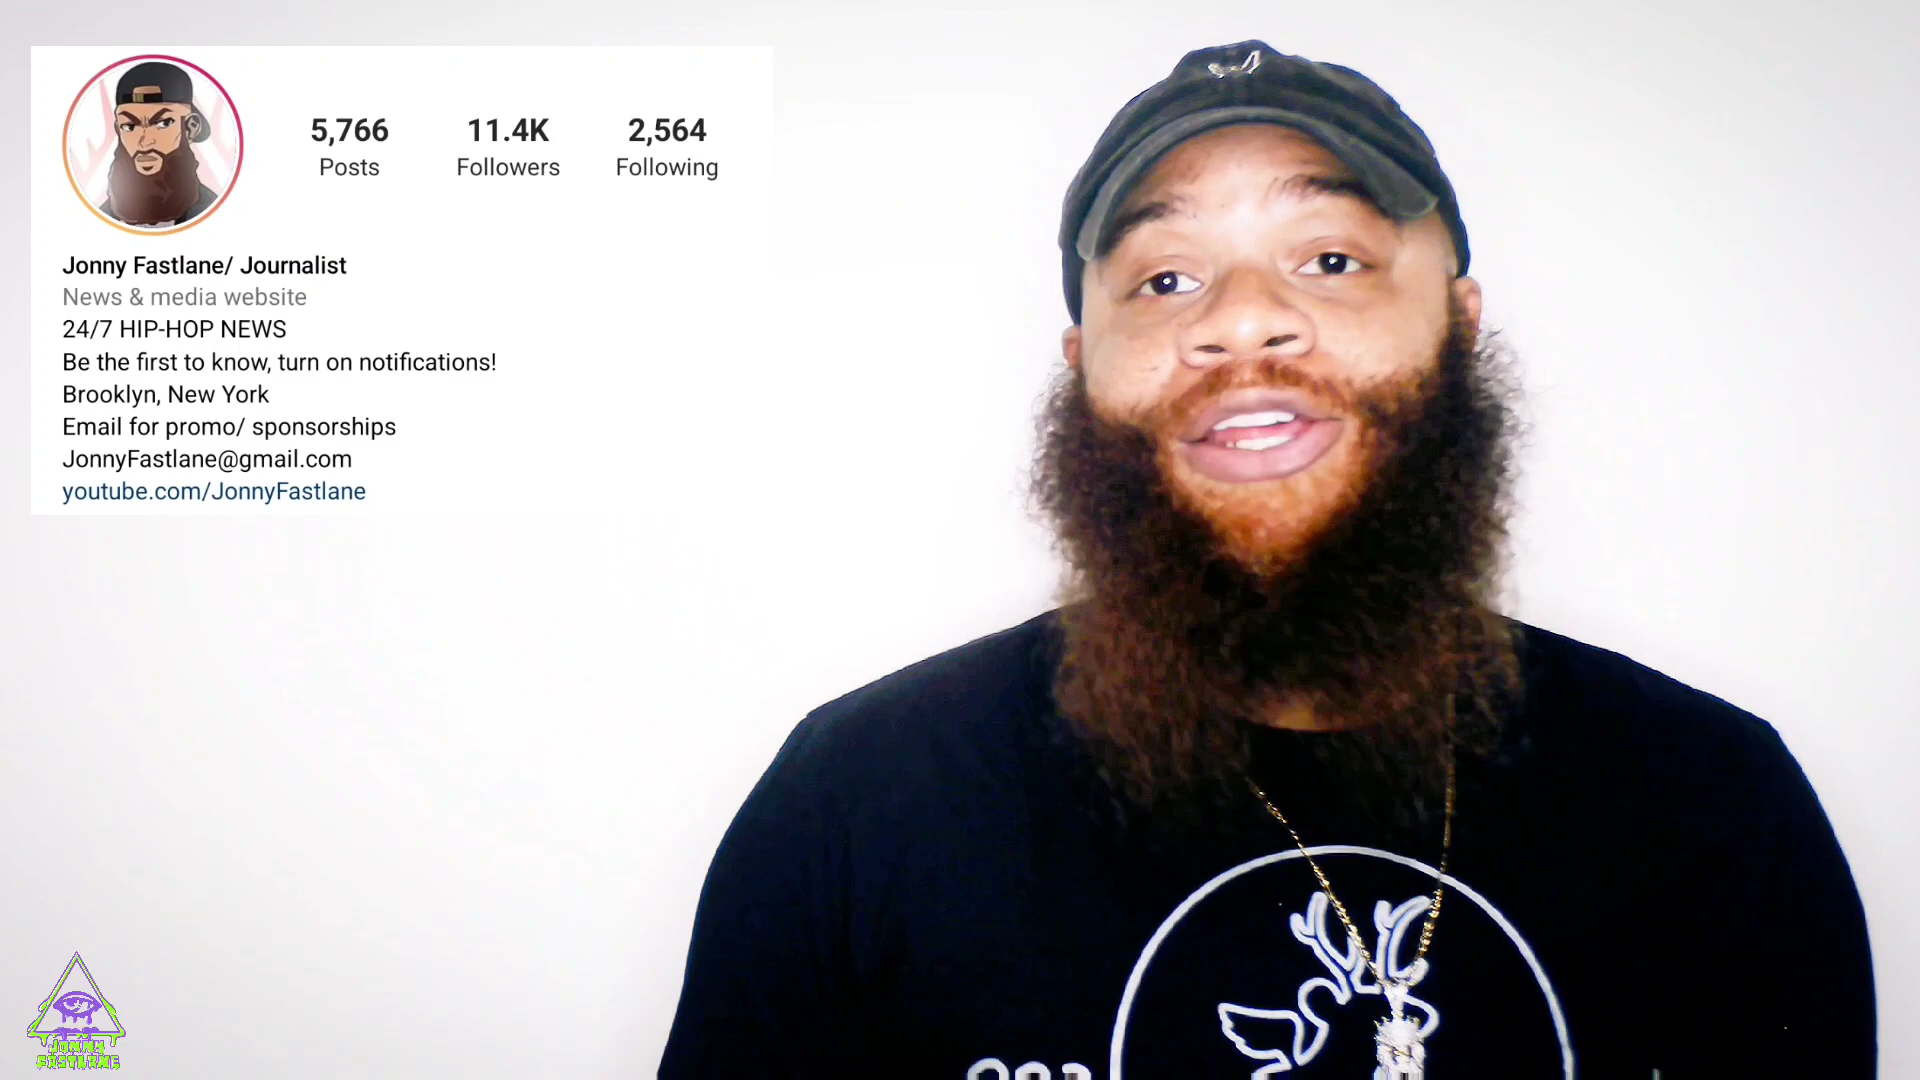 5,766 11.4K 2,564
Posts Followers Following
Jonny Fastlane/ Journalist
News & media website
24/7 HIP-HOP NEWS
Be the first to know, turn on notifications!
Brooklyn, New York
Email for promo/ sponsorships
JonnyFastlane@gmail.com
youtube.com/JonnyFastlane
JONNY
FASTLANE